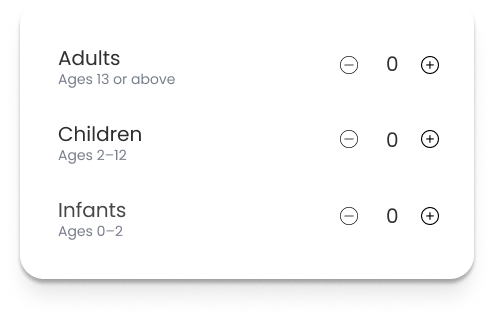 Adults
Ages 13 or above
0
Children
Ages 2–12
0
Infants
Ages 0–2
0